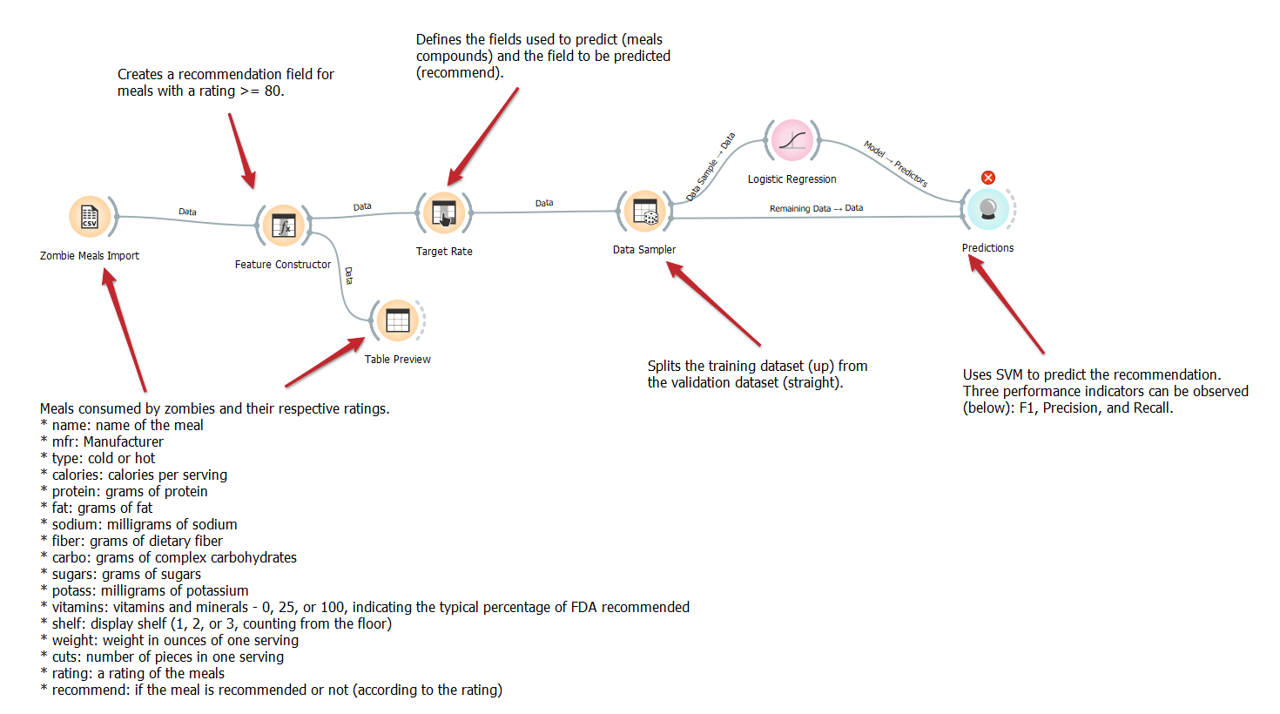 Defines the fields used to predict (meals
compounds) and the field to be predicted
(recommend).
Creates a recommendation field for
meals with a rating >= 80.
Data Sample → Data
Logistic Regression
Model → Predictors
Data
Zombie Meals Import
CSV
fx
Feature Constructor
Data
Target Rate
Data
Data Sampler
Remaining Data → Data
Predictions
Data
Table Preview
Splits the training dataset (up) from
the validation dataset (straight).
Uses SVM to predict the recommendation.
Three performance indicators can be observed
(below): F1, Precision, and Recall.
Meals consumed by zombies and their respective ratings.
* name: name of the meal
* mfr: Manufacturer
* type: cold or hot
* calories: calories per serving
* protein: grams of protein
* fat: grams of fat
* sodium: milligrams of sodium
* fiber: grams of dietary fiber
* carbo: grams of complex carbohydrates
* sugars: grams of sugars
* potass: milligrams of potassium
* vitamins: vitamins and minerals - 0, 25, or 100, indicating the typical percentage of FDA recommended
* shelf: display shelf (1, 2, or 3, counting from the floor)
* weight: weight in ounces of one serving
* cuts: number of pieces in one serving
* rating: a rating of the meals
* recommend: if the meal is recommended or not (according to the rating)